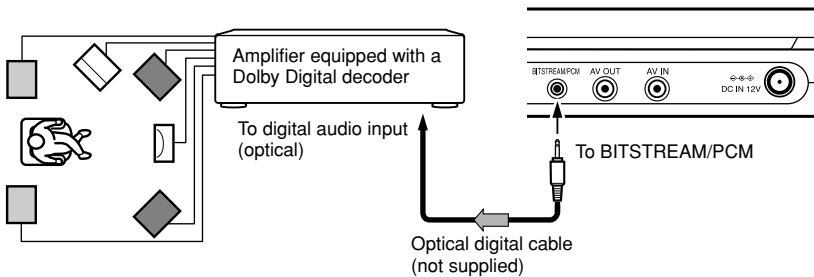 Amplifier equipped with a
Dolby Digital decoder
To digital audio input
(optical)
BITSTREAM/PCM
AV OUT
AV IN
DC IN 12V
To BITSTREAM/PCM
Optical digital cable
(not supplied)